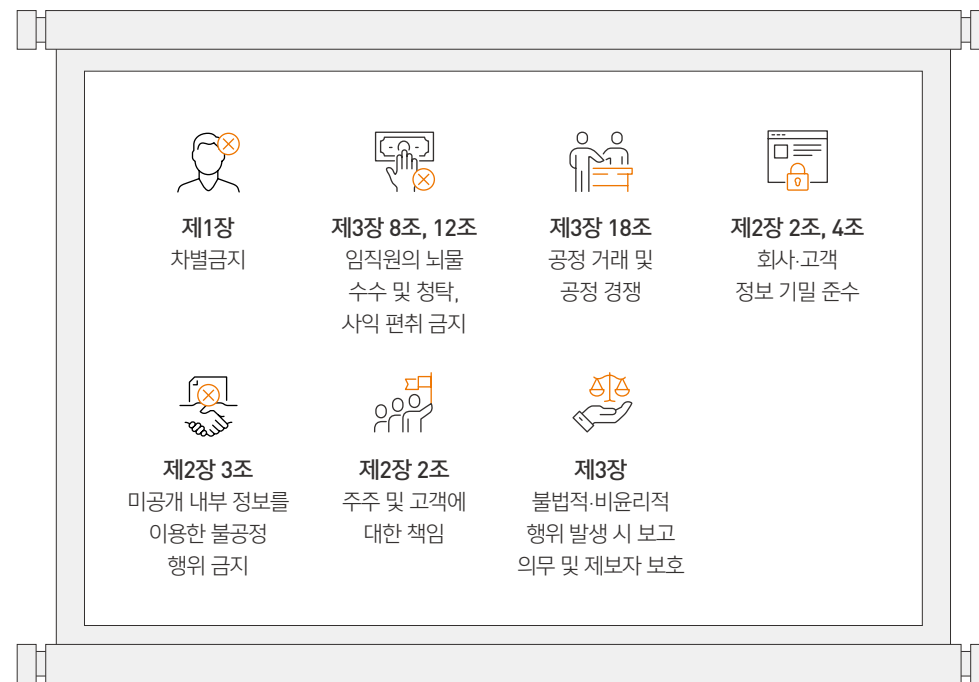 제1장
차별금지
제3장 8조, 12조
임직원의 뇌물
수수 및 청탁,
사익 편취 금지
제3장 18조
공정 거래 및
공정 경쟁
제2장 2조, 4조
회사·고객
정보 기밀 준수
제2장 3조
미공개 내부 정보를
이용한 불공정
행위 금지
제2장 2조
주주 및 고객에
대한 책임
제3장
불법적·비윤리적
행위 발생 시 보고
의무 및 제보자 보호